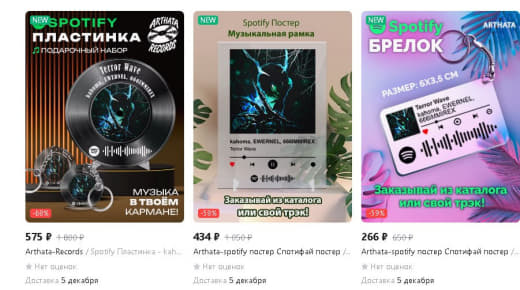 NEW
SPOTIFY
ПЛАСТИНКА
ПОДАРОЧНЫЙ НАБОР
ARTHATA
RECORDS
Terror Wave
kahoma, EWERNEL, 666IMMIREX
МУЗЫКА
В ТВОЁМ
КАРМАНЕ!
-68%
575 ₽ 1 800 ₽
Arthata-Records / Spotify Пластинка – kah...
Нет оценок
Доставка 5 декабря
NEW
Spotify Постер
Музыкальная рамка
kahoma, EWERNEL, 666IMMIREX
Terror Wave
Заказывай из каталога
или свой трэк!
-59%
434 ₽ 1 050 ₽
Arthata-spotify постер Спотифай постер /...
Нет оценок
Доставка 5 декабря
NEW
Spotify
ARTHATA
БРЕЛОК
РАЗМЕР: 6Х3,5 СМ
Terror Wave
kahoma, EWERNEL,
666IMMIREX
Заказывай из каталога
или свой трэк!
-59%
266 ₽ 650 ₽
Arthata-spotify постер Спотифай постер /...
Нет оценок
Доставка 5 декабря